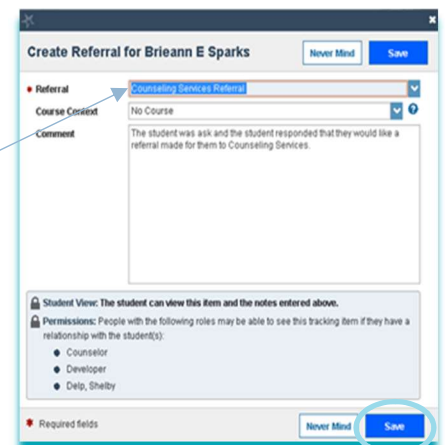 Create Referral for Brieann E Sparks
Never Mind
Save
Referral
Counseling Services Referral
Course Context
No Course
Comment
The student was ask and the student responded that they would like a
referral made for them to Counseling Services.
Student View: The student can view this item and the notes entered above.
Permissions: People with the following roles may be able to see this tracking item if they have a
relationship with the student(s):
Counselor
Developer
Delp, Shelby
Required fields
Never Mind
Save